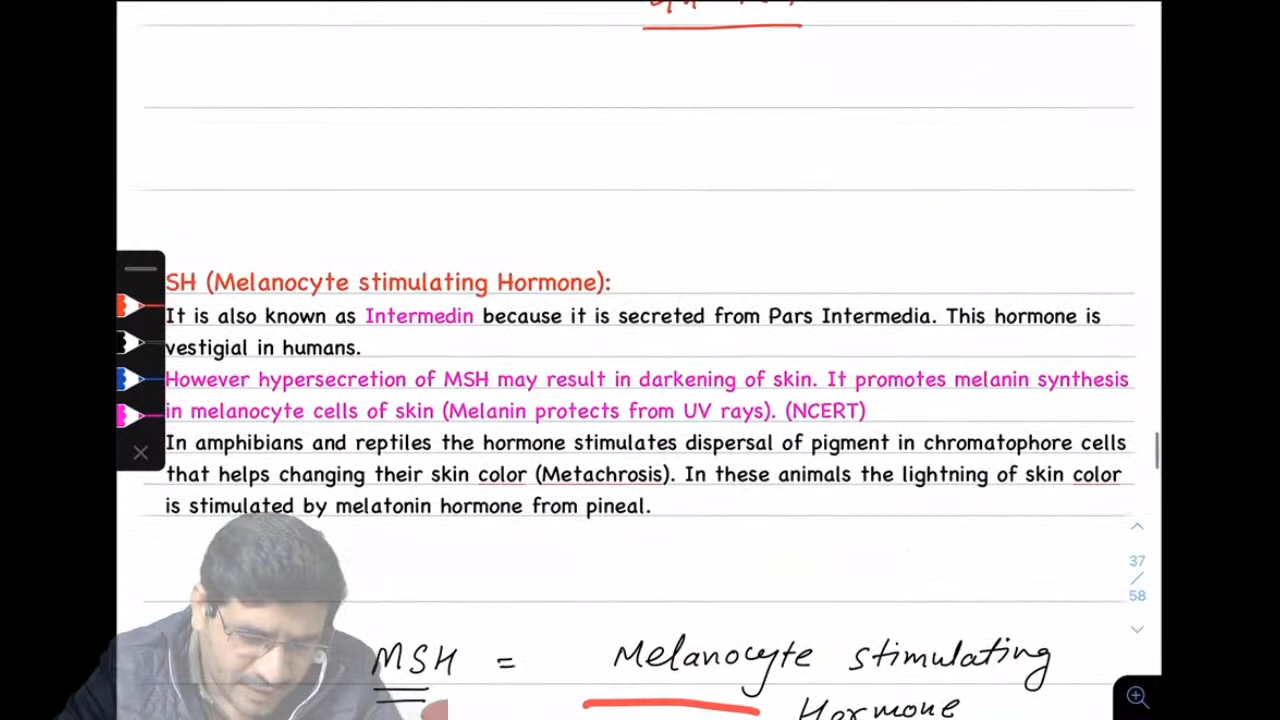 SH (Melanocyte stimulating Hormone):
It is also known as Intermedin because it is secreted from Pars Intermedia. This hormone is
vestigial in humans.
However hypersecretion of MSH may result in darkening of skin. It promotes melanin synthesis
in melanocyte cells of skin (Melanin protects from UV rays). (NCERT)
In amphibians and reptiles the hormone stimulates dispersal of pigment in chromatophore cells
that helps changing their skin color (Metachrosis). In these animals the lightning of skin color
is stimulated by melatonin hormone from pineal.
37
/
58
MSH = Melanocyte stimulating
Hormone